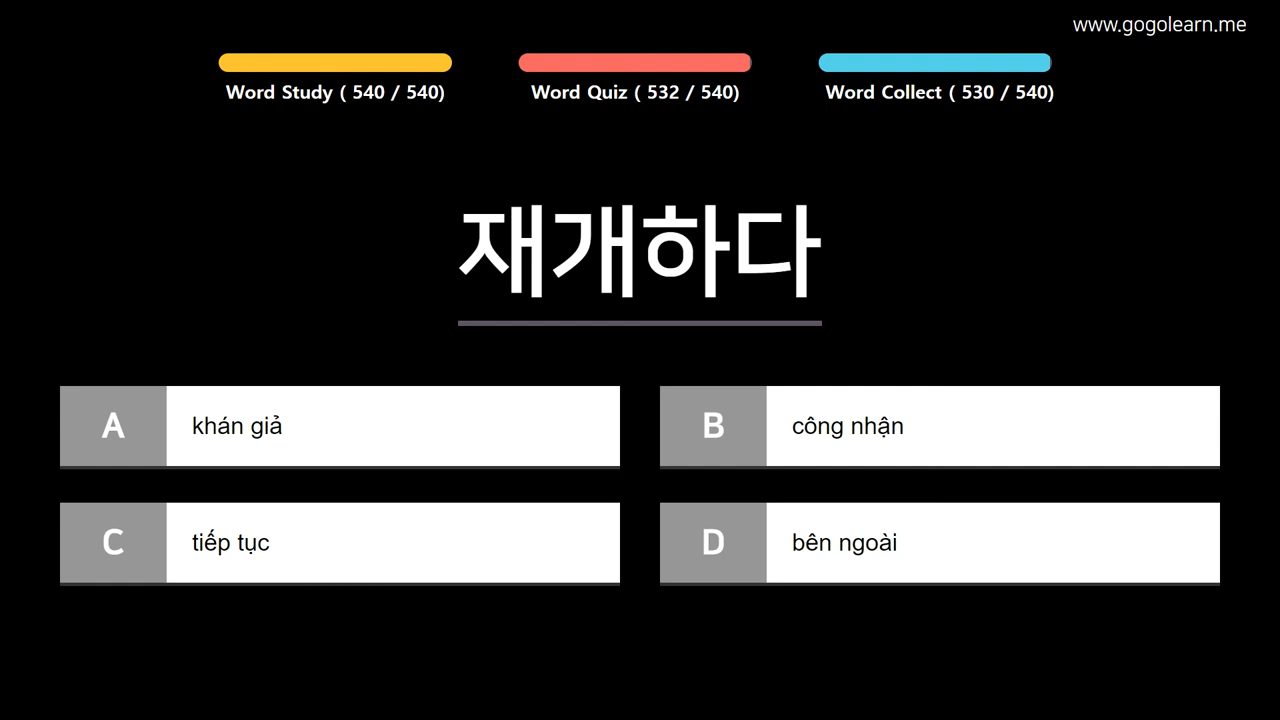 www.gogolearn.me
Word Study ( 540 / 540)
Word Quiz ( 532 / 540)
Word Collect ( 530 / 540)
재개하다
A khán giả
B công nhận
C tiếp tục
D bên ngoài